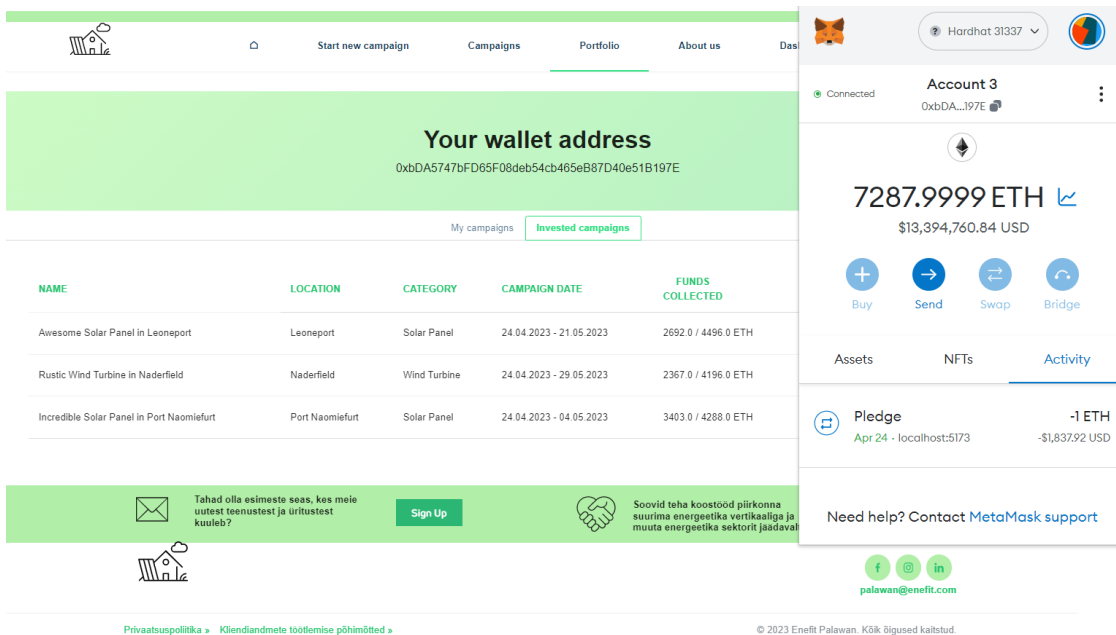 Start new campaign
Campaigns
Portfolio
About us
Your wallet address
0xbDA5747bFD65F08deb54cb465eB87D40e51B197E
My campaigns
Invested campaigns
NAME LOCATION CATEGORY CAMPAIGN DATE FUNDS COLLECTED
Awesome Solar Panel in Leoneport Leoneport Solar Panel 24.04.2023 - 21.05.2023 2692.0 / 4496.0 ETH
Rustic Wind Turbine in Naderfield Naderfield Wind Turbine 24.04.2023 - 29.05.2023 2367.0 / 4196.0 ETH
Incredible Solar Panel in Port Naomiefurt Port Naomiefurt Solar Panel 24.04.2023 - 04.05.2023 3403.0 / 4288.0 ETH
Hardhat 31337
Connected
Account 3
0xbDA...197E
7287.9999 ETH
$13,394,760.84 USD
Buy
Send
Swap
Bridge
Assets
NFTs
Activity
Pledge -1 ETH
Apr 24 · localhost:5173 -$1,837.92 USD
Need help? Contact MetaMask support
Tahad olla esimeste seas, kes meie
uutest teenustest ja üritustest
kuuleb?
Sign Up
Soovid teha koostööd piirkonna
suurima energeetika vertikaaliga ja
muuta energeetika sektorit
palawan@enefit.com
Privaatsuspoliitika »
Kliendiandmete töötlemise põhimõtted »
© 2023 Enefit Palawan. Kõik õigused kaitstud.